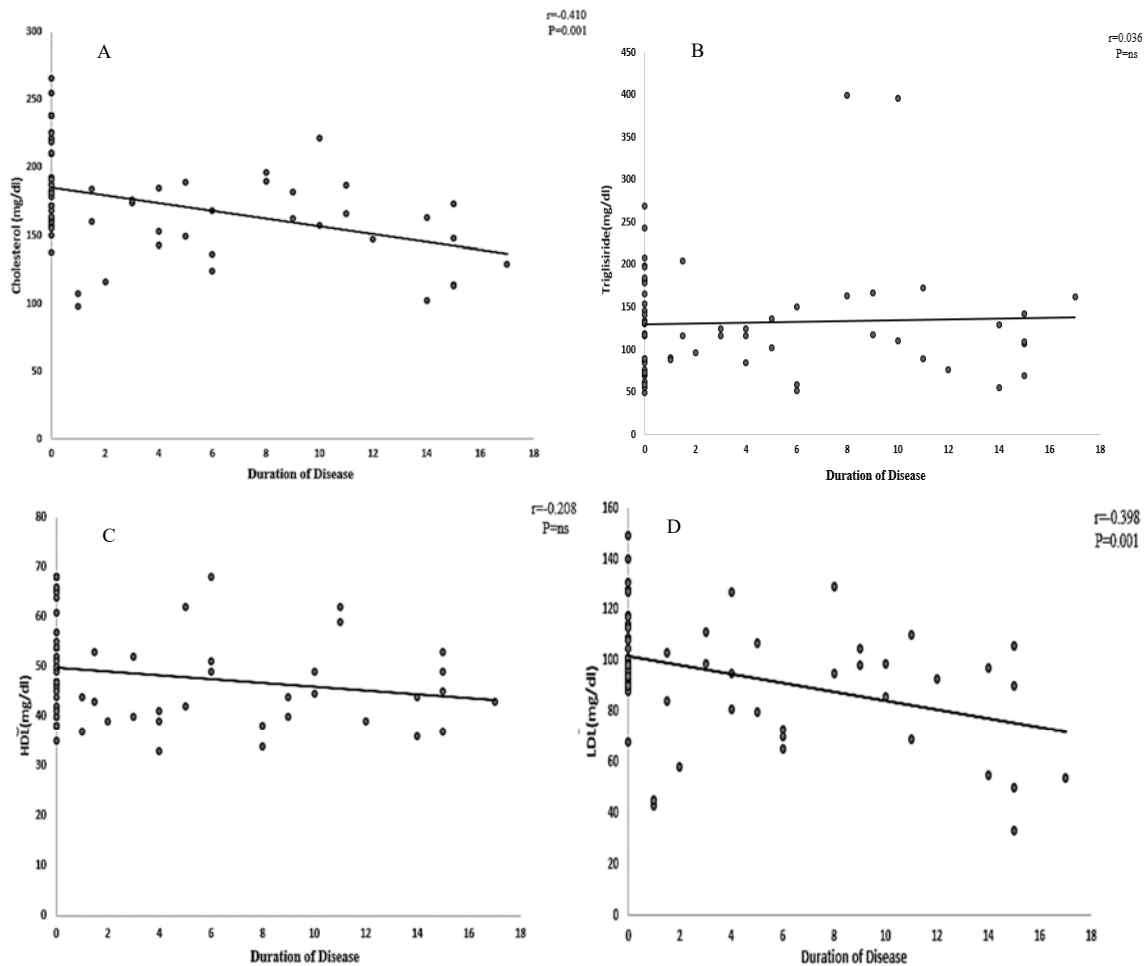 r=-0.410
P=0.001
A
300
250
200
150
100
50
0
Cholesterol (mg/dl)
0 2 4 6 8 10 12 14 16 18
Duration of Disease
r=0.036
P=ns
B
450
400
350
300
250
200
150
100
50
0
Triglisiride(mg/dl)
0 2 4 6 8 10 12 14 16 18
Duration of Disease
r=-0.208
P=ns
C
80
70
60
50
40
30
20
10
0
HDL(mg/dl)
0 2 4 6 8 10 12 14 16 18
Duration of Disease
r=-0.398
P=0.001
D
160
140
120
100
80
60
40
20
0
LDL(mg/dl)
0 2 4 6 8 10 12 14 16 18
Duration of Disease